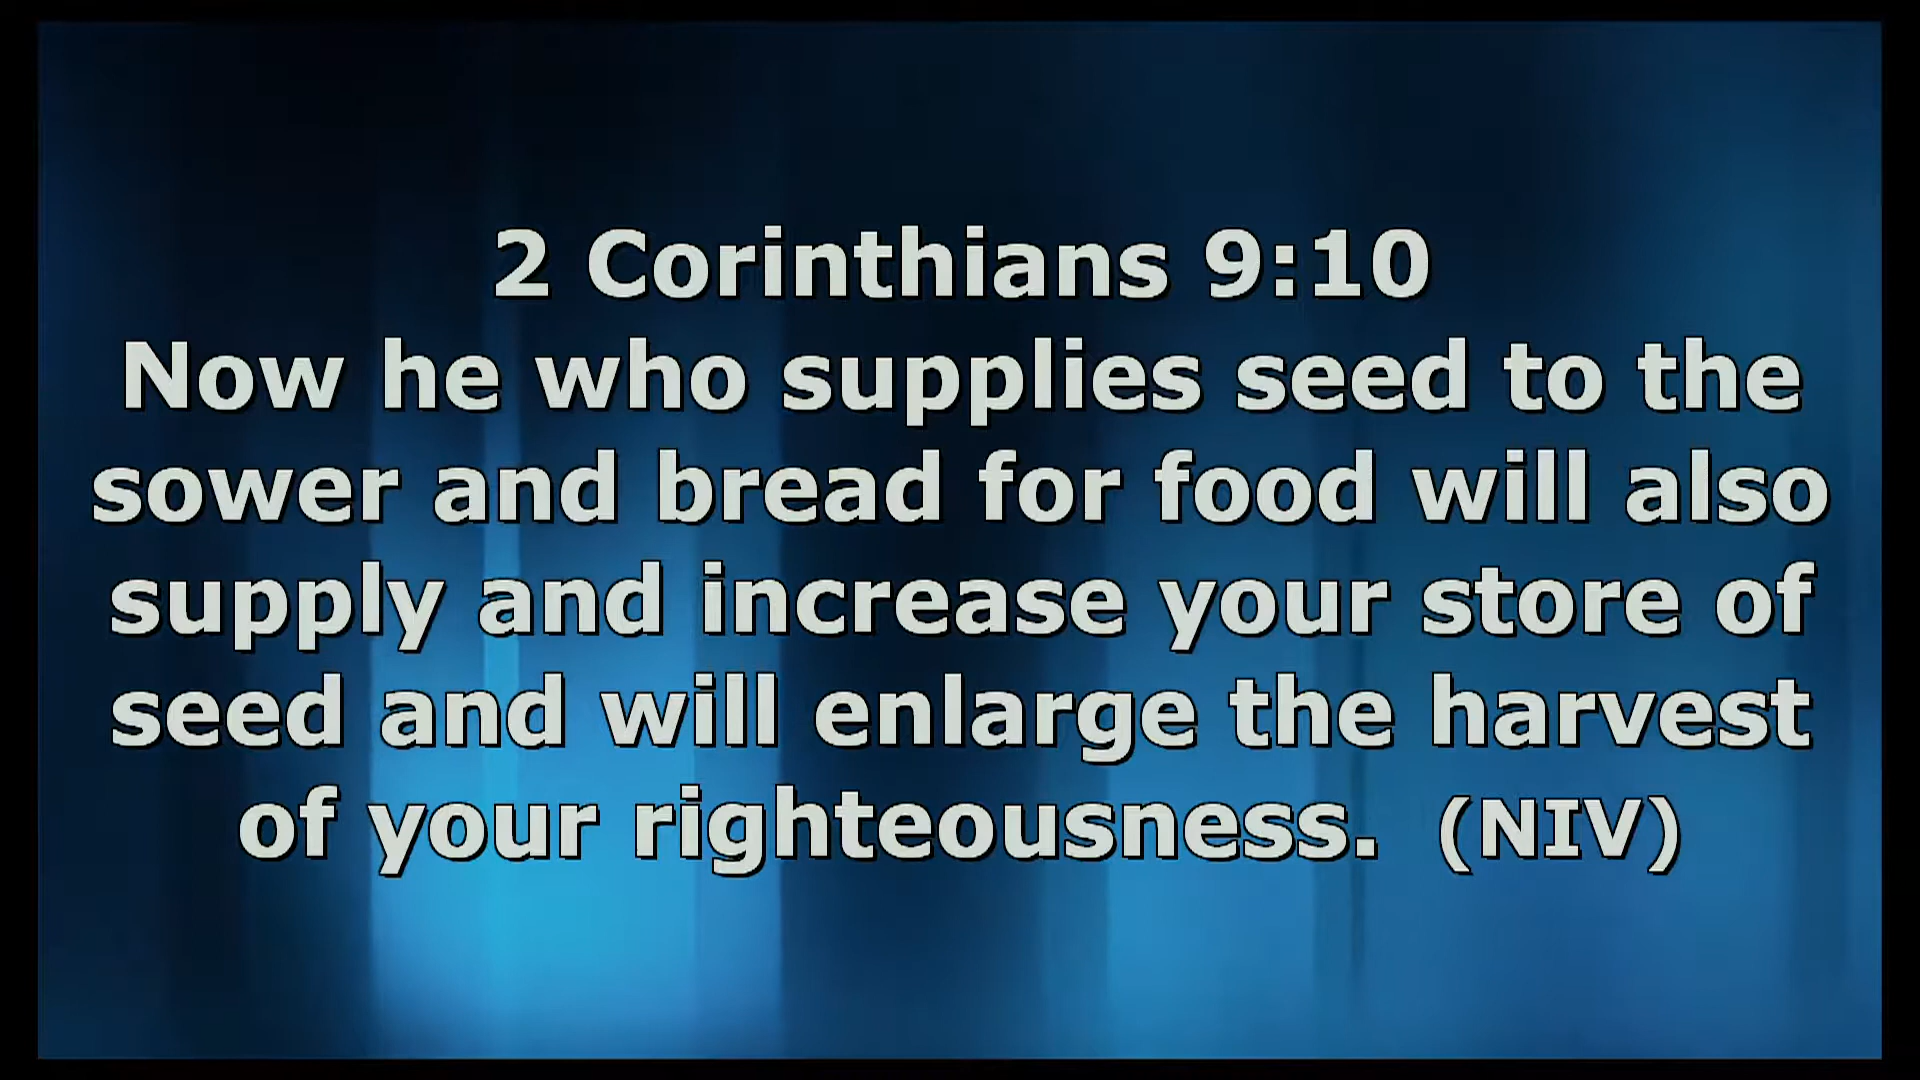 2 Corinthians 9:10
Now he who supplies seed to the
sower and bread for food will also
supply and increase your store of
seed and will enlarge the harvest
of your righteousness.  (NIV)